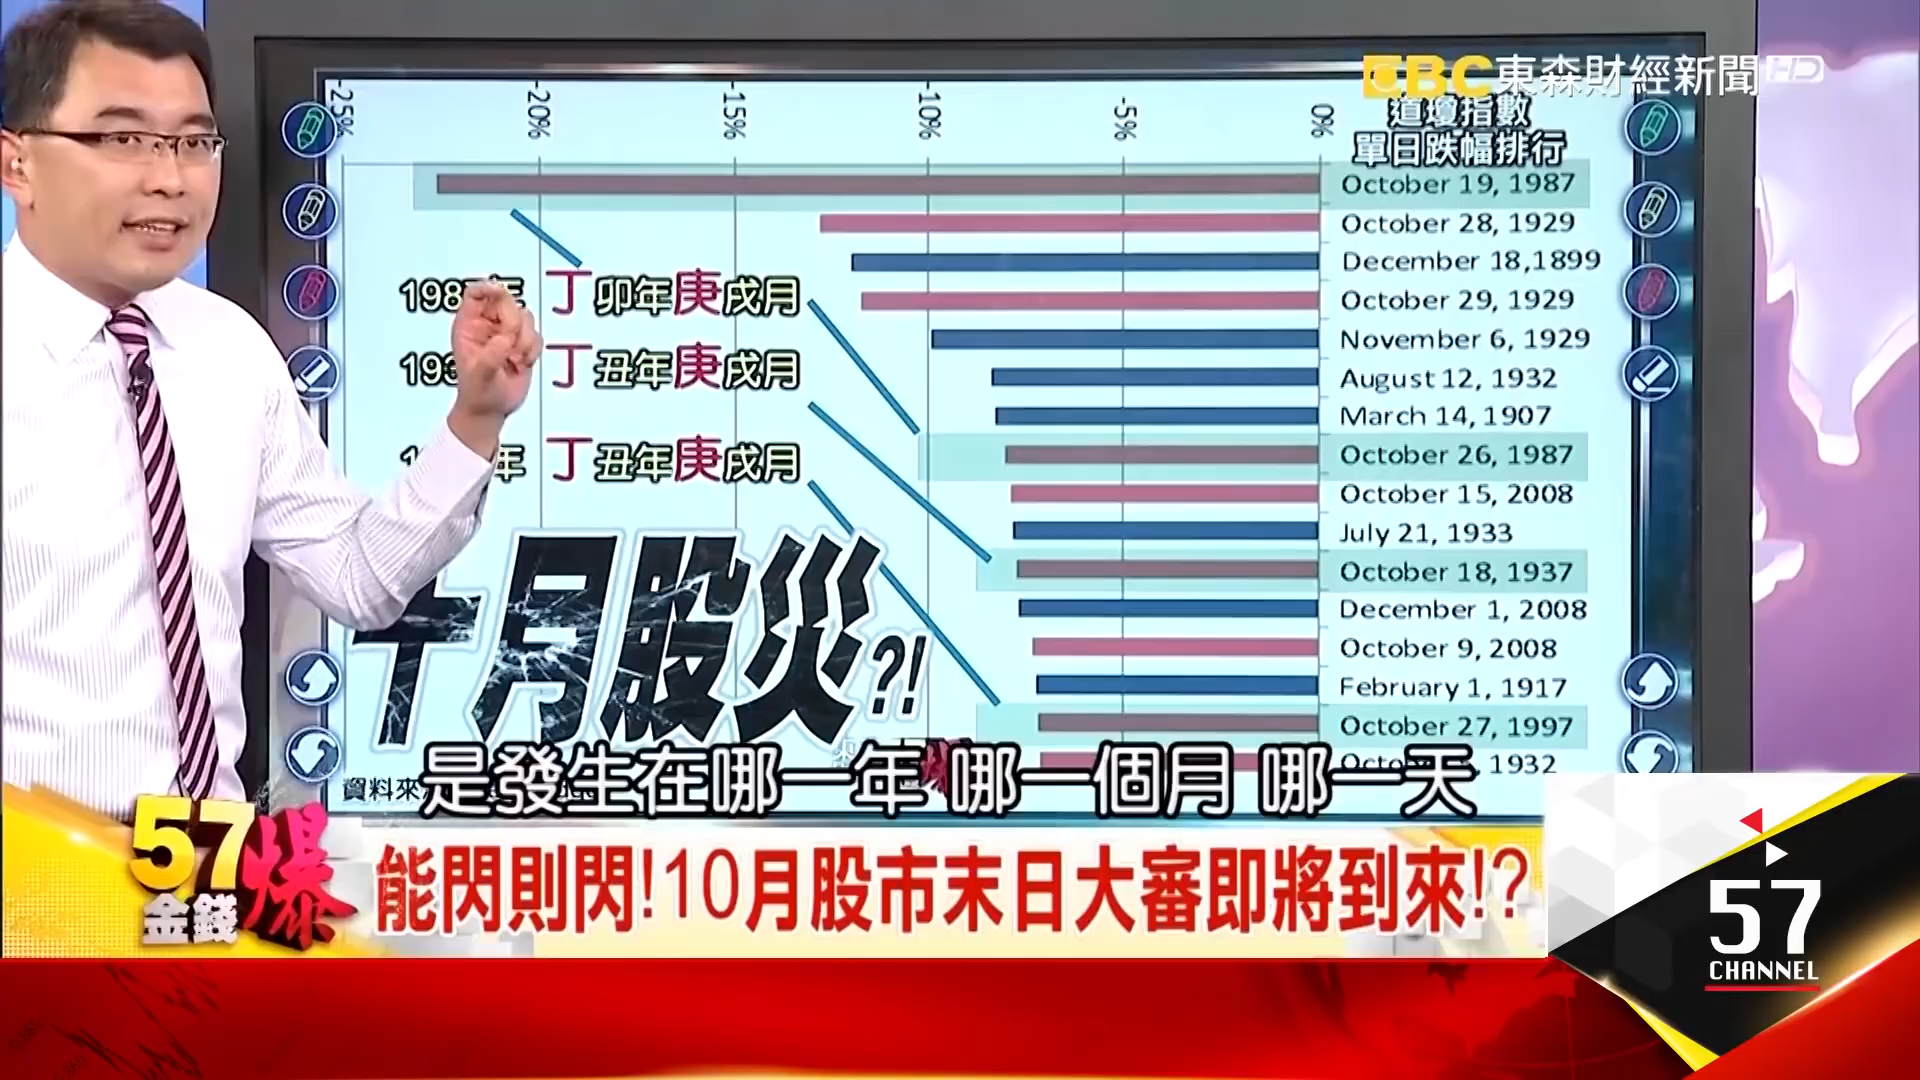 EBC 東森財經新聞 HD
道瓊指數
單日跌幅排行
-25%
-20%
-15%
-10%
-5%
0%
October 19, 1987
October 28, 1929
December 18,1899
October 29, 1929
November 6, 1929
August 12, 1932
March 14, 1907
October 26, 1987
October 15, 2008
July 21, 1933
October 18, 1937
December 1, 2008
October 9, 2008
February 1, 1917
October 27, 1997
1932
丁卯年庚戌月
丁丑年庚戌月
年 丁丑年庚戌月
十月股災?!
資料來
是發生在哪一年 哪一個月 哪一天
57金錢爆
能閃則閃!10月股市末日大審即將到來!?
57
CHANNEL